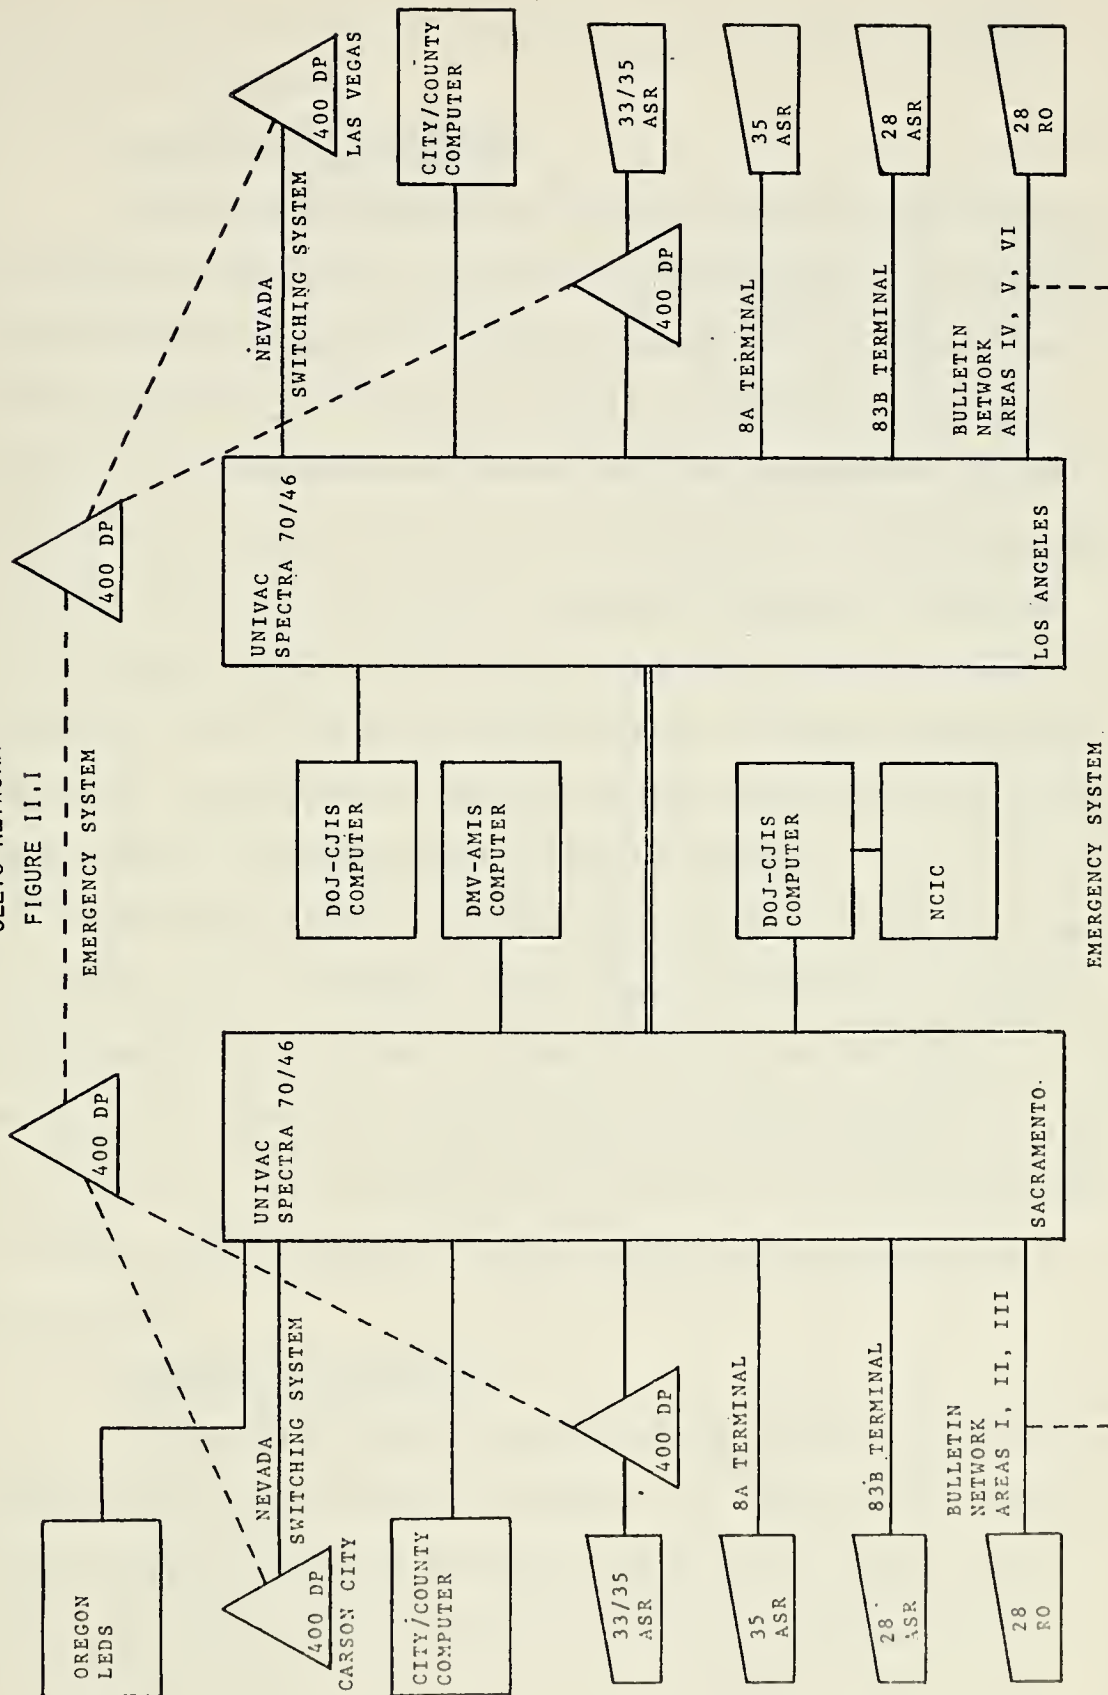 FIGURE II.I
EMERGENCY SYSTEM
400 DP
400 DP
OREGON
LEDS
NEVADA
SWITCHING SYSTEM
400 DP
CARSON CITY
CITY/COUNTY
COMPUTER
33/35
ASR
400 DP
35
ASR
8A TERMINAL
28
ASR
83B TERMINAL
28
RO
BULLETIN
NETWORK
AREAS I, II, III
UNIVAC
SPECTRA 70/46
SACRAMENTO
DOJ-CJIS
COMPUTER
DMV-AMIS
COMPUTER
DOJ-CJIS
COMPUTER
NCIC
UNIVAC
SPECTRA 70/46
LOS ANGELES
NEVADA
SWITCHING SYSTEM
400 DP
LAS VEGAS
CITY/COUNTY
COMPUTER
400 DP
33/35
ASR
8A TERMINAL
35
ASR
83B TERMINAL
28
ASR
BULLETIN
NETWORK
AREAS IV, V, VI
28
RO
EMERGENCY SYSTEM